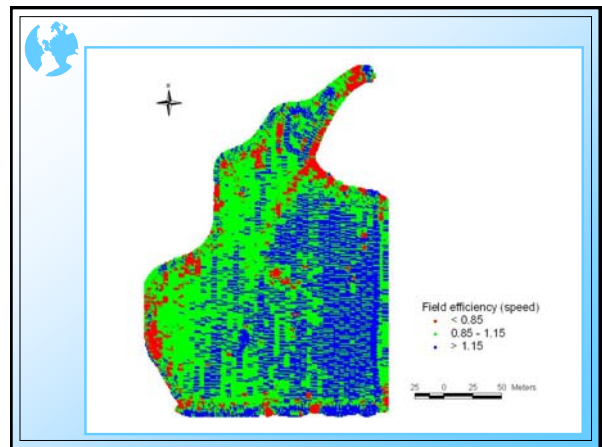 N
Field efficiency (speed)
< 0.85
0.85 - 1.15
> 1.15
25 0 25 50 Meters